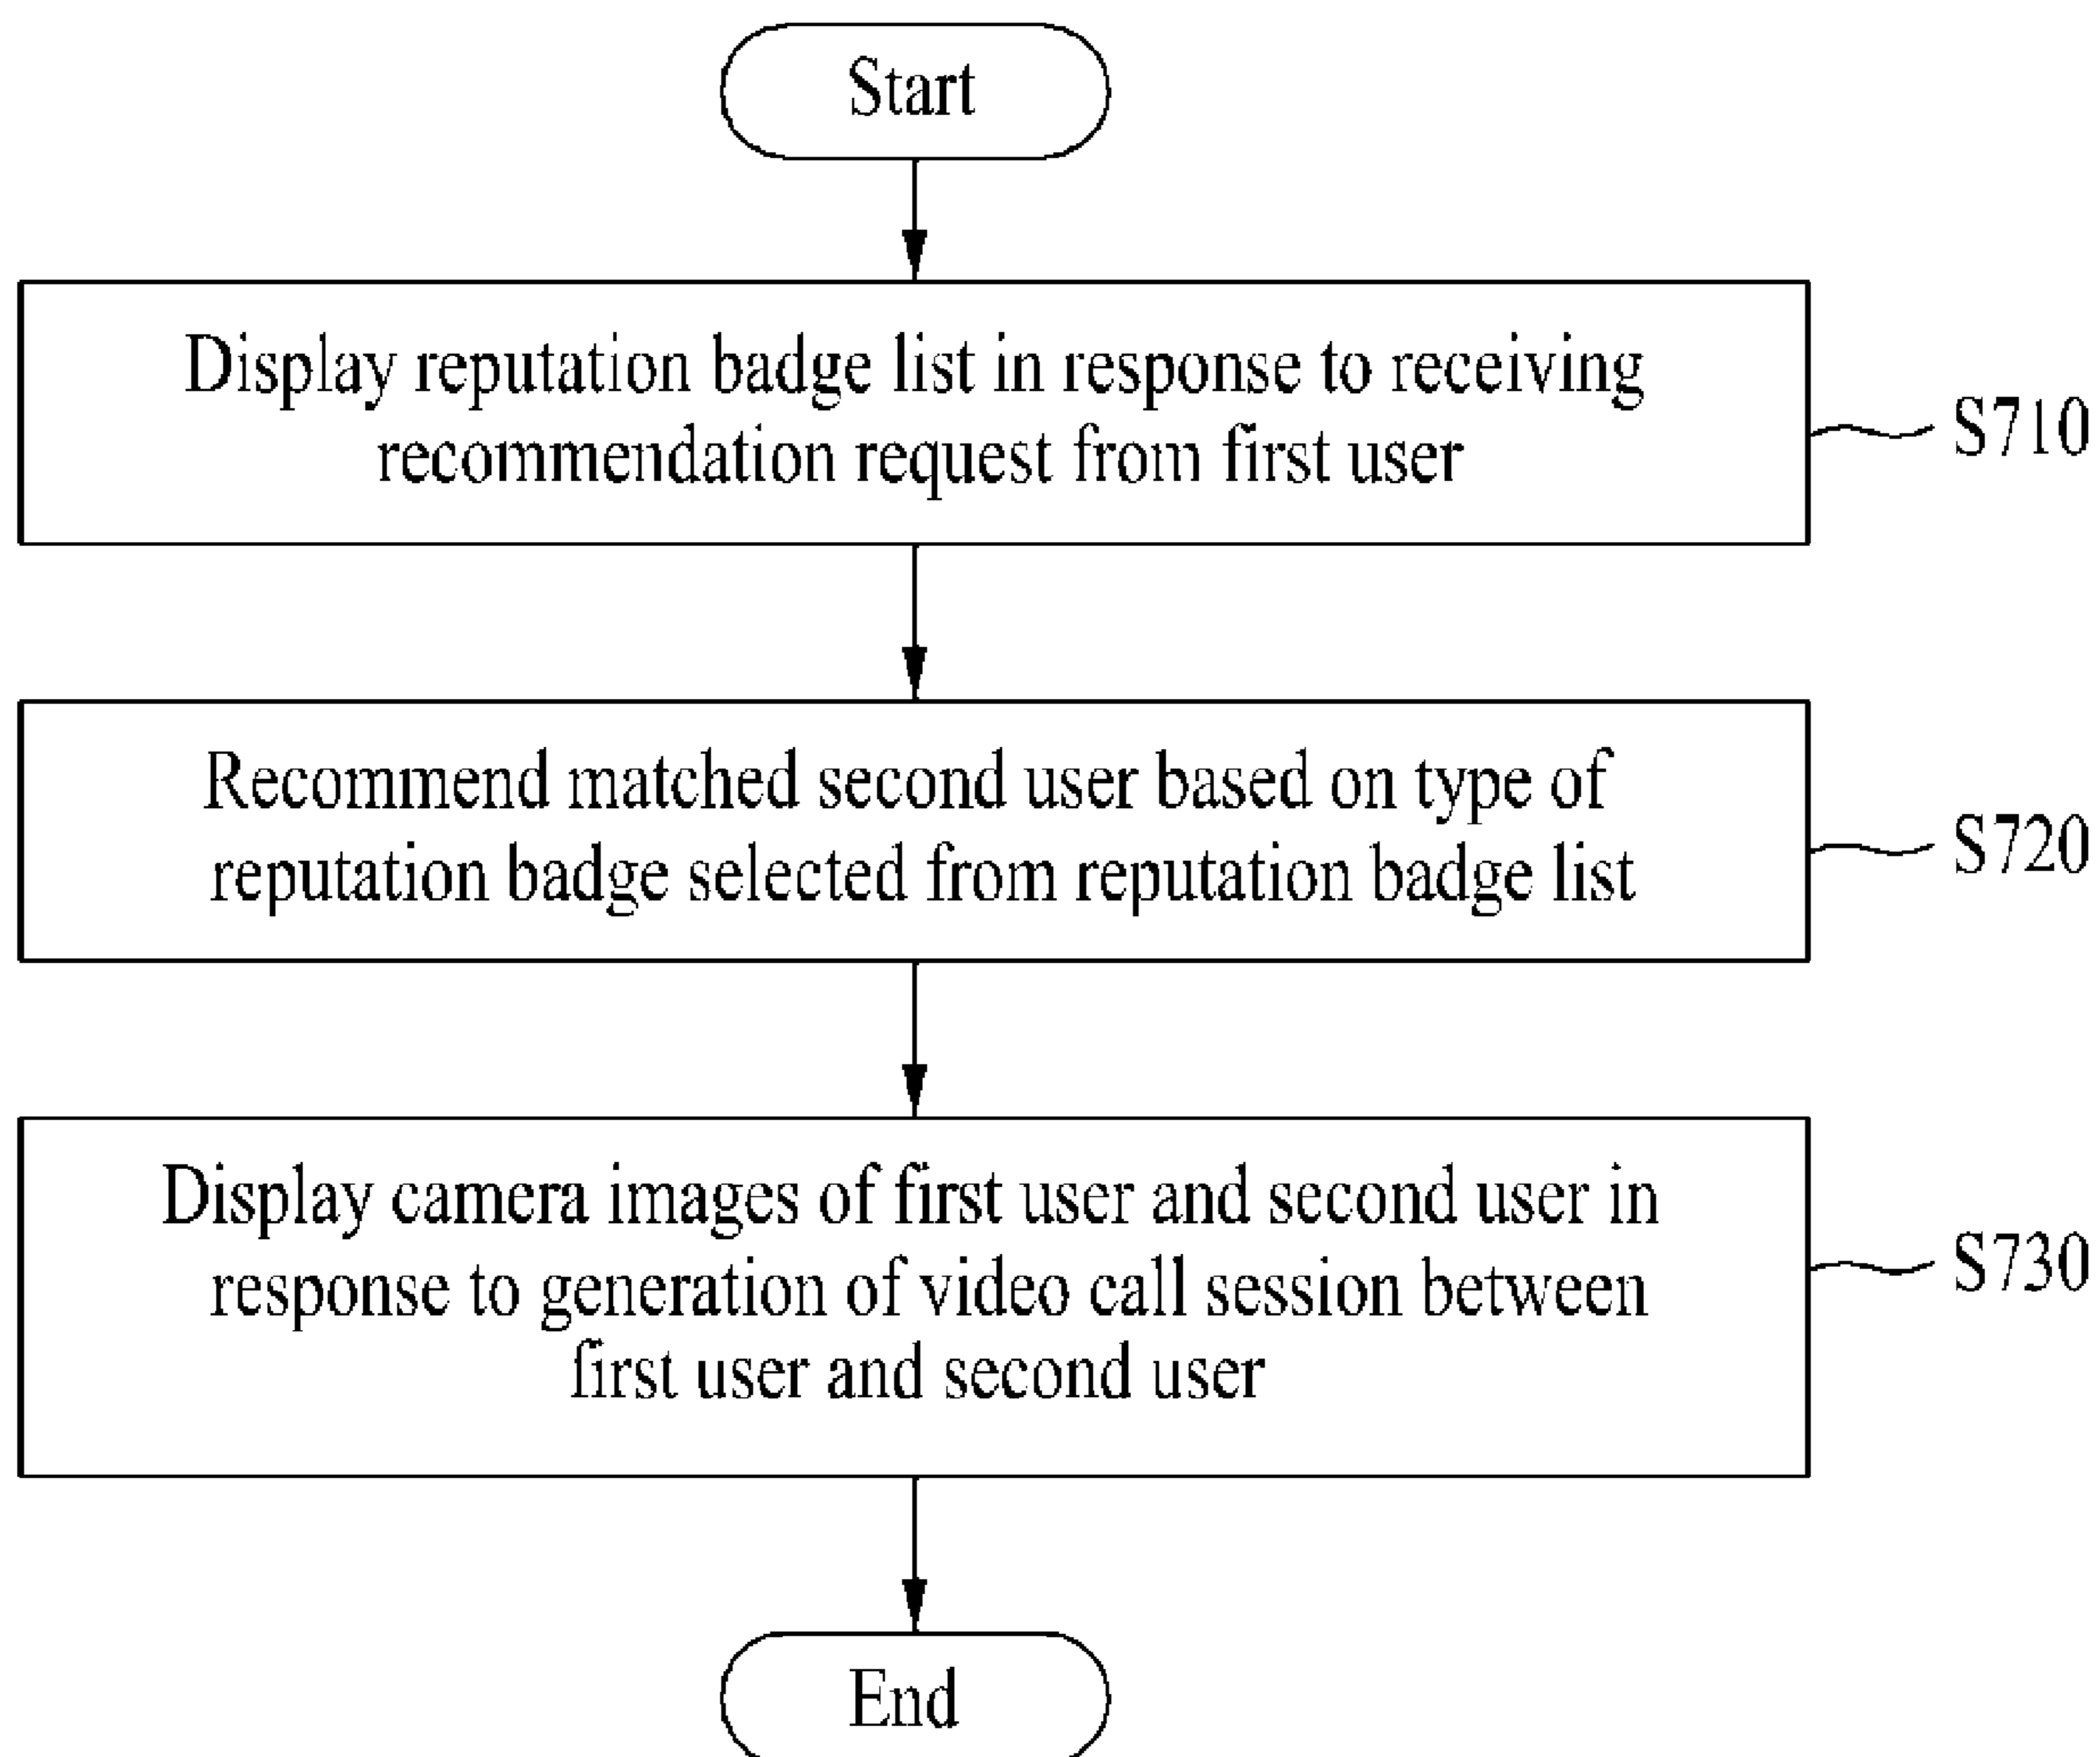 Start
Display reputation badge list in response to receiving
recommendation request from first user
S710
Recommend matched second user based on type of
reputation badge selected from reputation badge list
S720
Display camera images of first user and second user in
response to generation of video call session between
first user and second user
S730
End